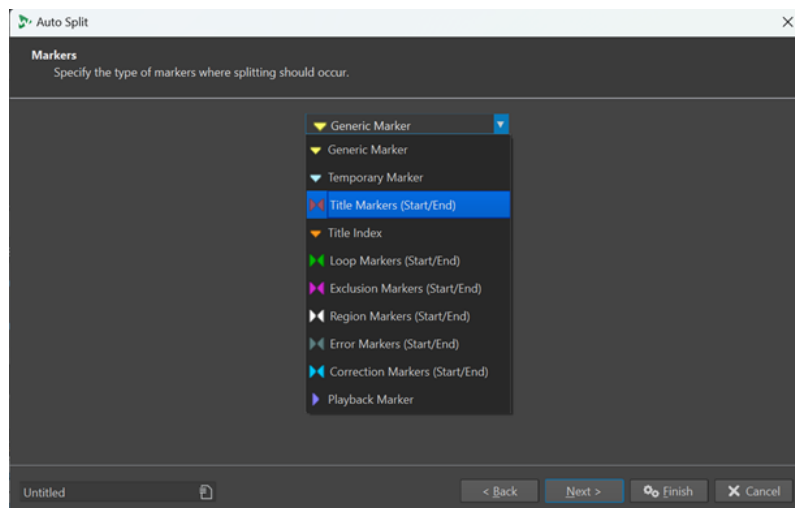 Auto Split
Markers
Specify the type of markers where splitting should occur.
Generic Marker
Generic Marker
Temporary Marker
Title Markers (Start/End)
Title Index
Loop Markers (Start/End)
Exclusion Markers (Start/End)
Region Markers (Start/End)
Error Markers (Start/End)
Correction Markers (Start/End)
Playback Marker
Untitled
< Back Next > Finish Cancel